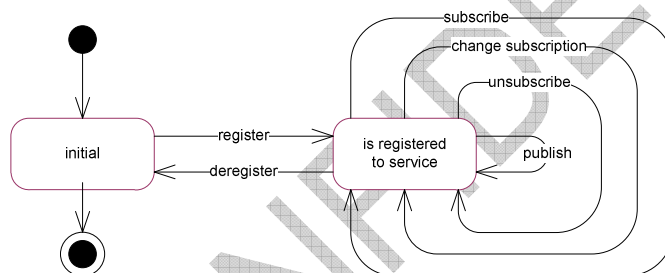 subscribe
change subscription
unsubscribe
register
is registered
to service
initial
publish
deregister